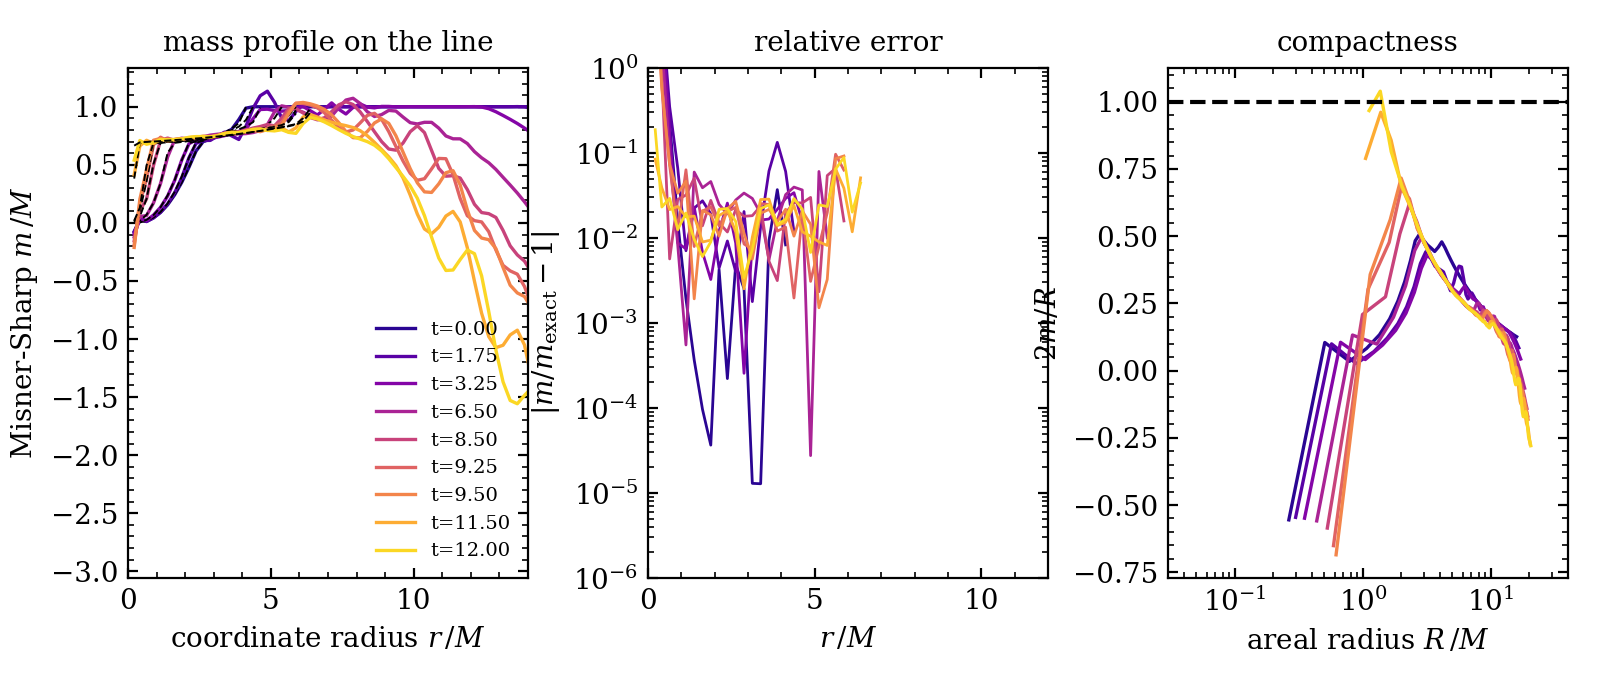 mass profile on the line
relative error
compactness
Misner-Sharp m/M
1.0
0.5
0.0
−0.5
−1.0
−1.5
−2.0
−2.5
−3.0
0
5
10
coordinate radius r/M
t=0.00
t=1.75
t=3.25
t=6.50
t=8.50
t=9.25
t=9.50
t=11.50
t=12.00
|m/m_exact − 1|
10^0
10^−1
10^−2
10^−3
10^−4
10^−5
10^−6
0
5
10
r/M
2m/R
1.00
0.75
0.50
0.25
0.00
−0.25
−0.50
−0.75
10^−1
10^0
10^1
areal radius R/M